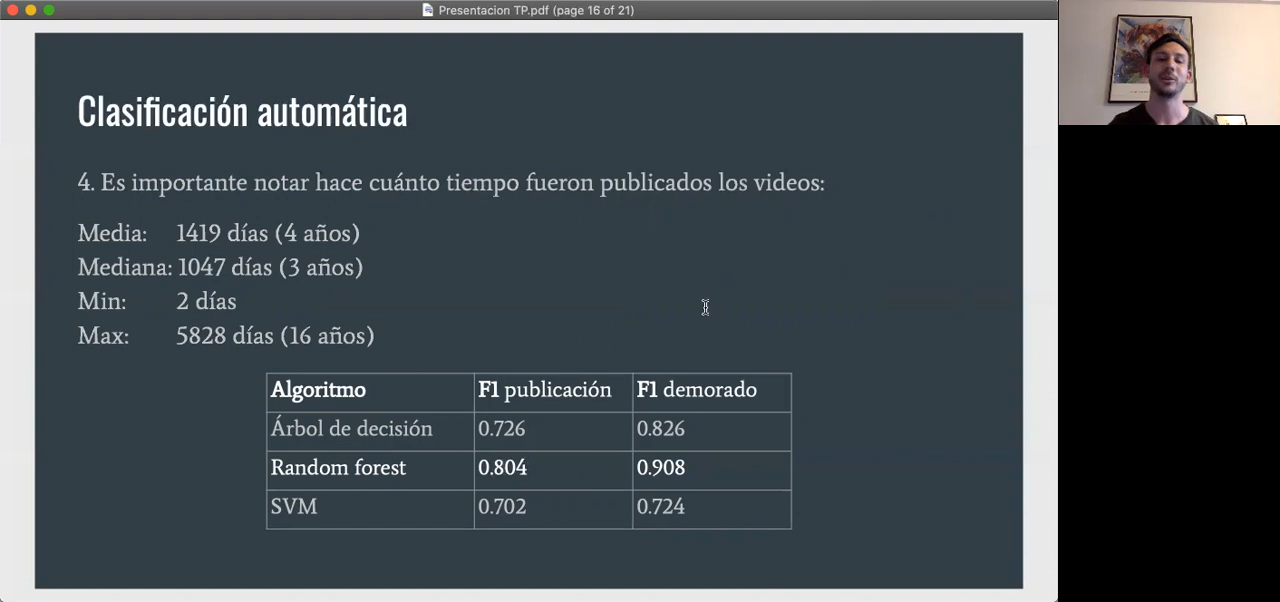 Presentacion TP.pdf (page 16 of 21)
Clasificación automática
4. Es importante notar hace cuánto tiempo fueron publicados los videos:
Media: 1419 días (4 años)
Mediana: 1047 días (3 años)
Min: 2 días
Max: 5828 días (16 años)
Algoritmo F1 publicación F1 demorado
Árbol de decisión 0.726 0.826
Random forest 0.804 0.908
SVM 0.702 0.724